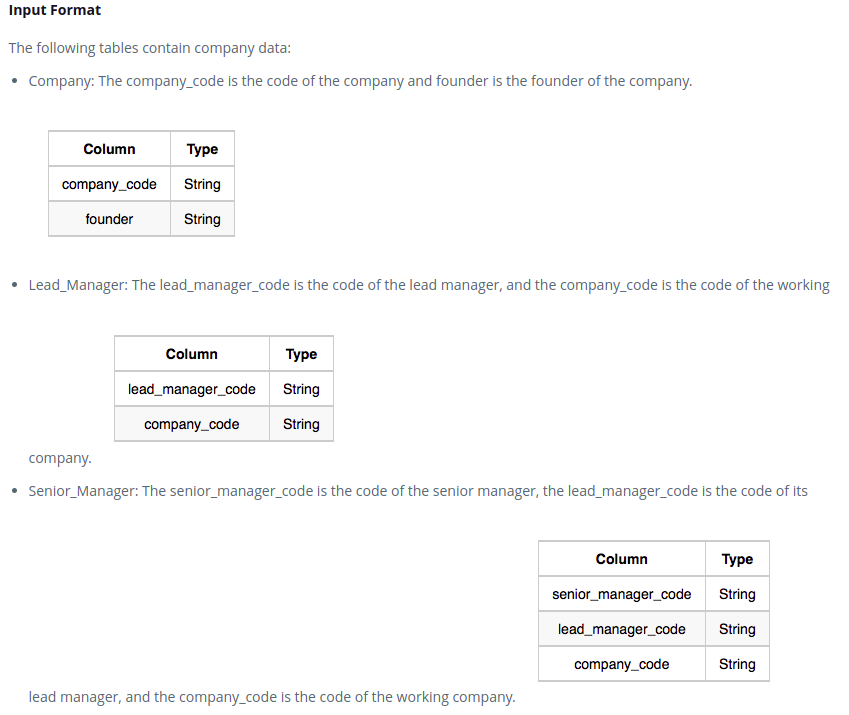 Input Format
The following tables contain company data:
• Company: The company_code is the code of the company and founder is the founder of the company.
Column Type
company_code String
founder String
• Lead_Manager: The lead_manager_code is the code of the lead manager, and the company_code is the code of the working
Column Type
lead_manager_code String
company_code String
company.
• Senior_Manager: The senior_manager_code is the code of the senior manager, the lead_manager_code is the code of its
Column Type
senior_manager_code String
lead_manager_code String
company_code String
lead manager, and the company_code is the code of the working company.